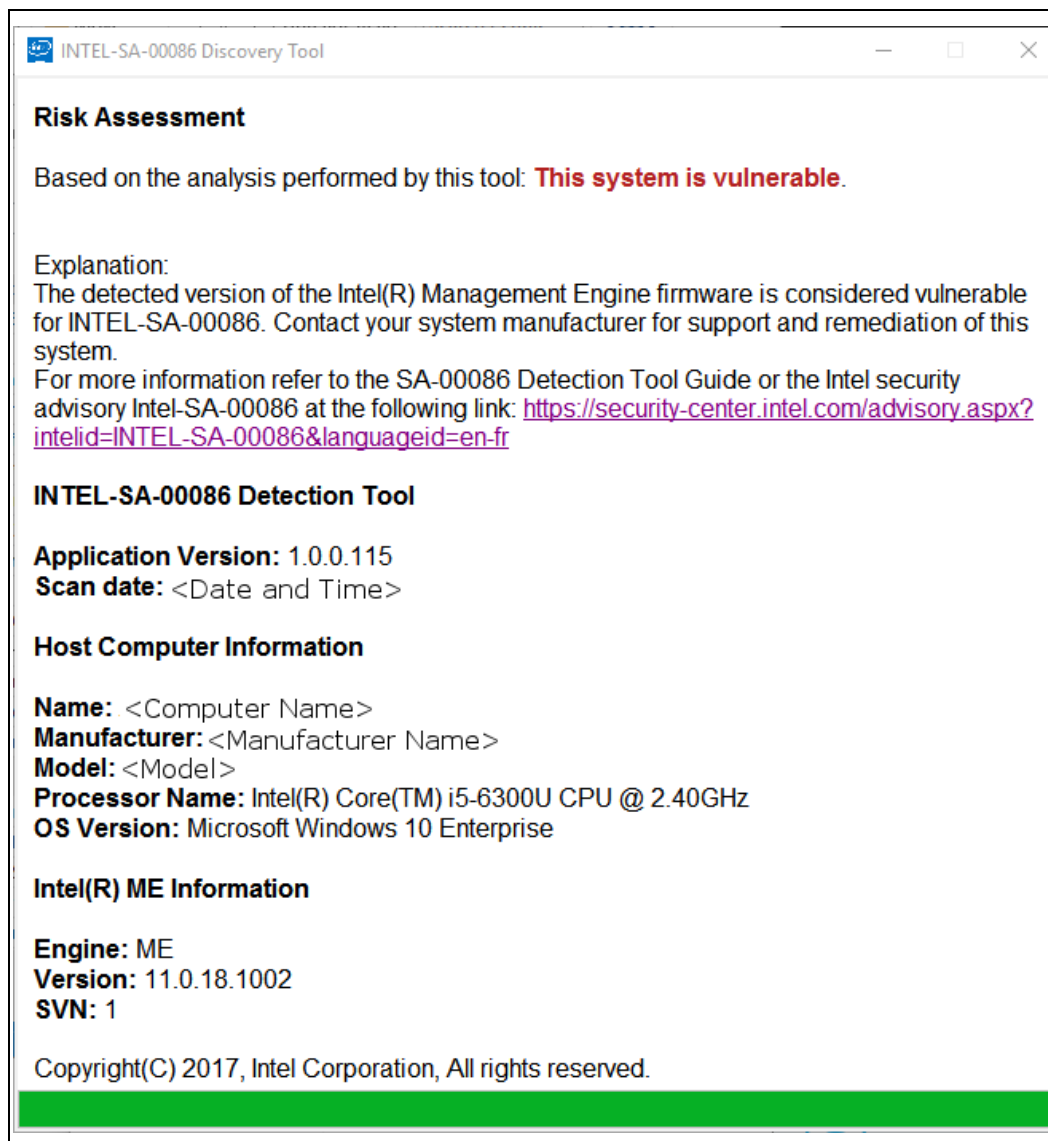 INTEL-SA-00086 Discovery Tool
Risk Assessment
Based on the analysis performed by this tool: This system is vulnerable.
Explanation:
The detected version of the Intel(R) Management Engine firmware is considered vulnerable
for INTEL-SA-00086. Contact your system manufacturer for support and remediation of this
system.
For more information refer to the SA-00086 Detection Tool Guide or the Intel security
advisory Intel-SA-00086 at the following link: https://security-center.intel.com/advisory.aspx?
intelid=INTEL-SA-00086&languageid=en-fr
INTEL-SA-00086 Detection Tool
Application Version: 1.0.0.115
Scan date: <Date and Time>
Host Computer Information
Name: <Computer Name>
Manufacturer: <Manufacturer Name>
Model: <Model>
Processor Name: Intel(R) Core(TM) i5-6300U CPU @ 2.40GHz
OS Version: Microsoft Windows 10 Enterprise
Intel(R) ME Information
Engine: ME
Version: 11.0.18.1002
SVN: 1
Copyright(C) 2017, Intel Corporation, All rights reserved.